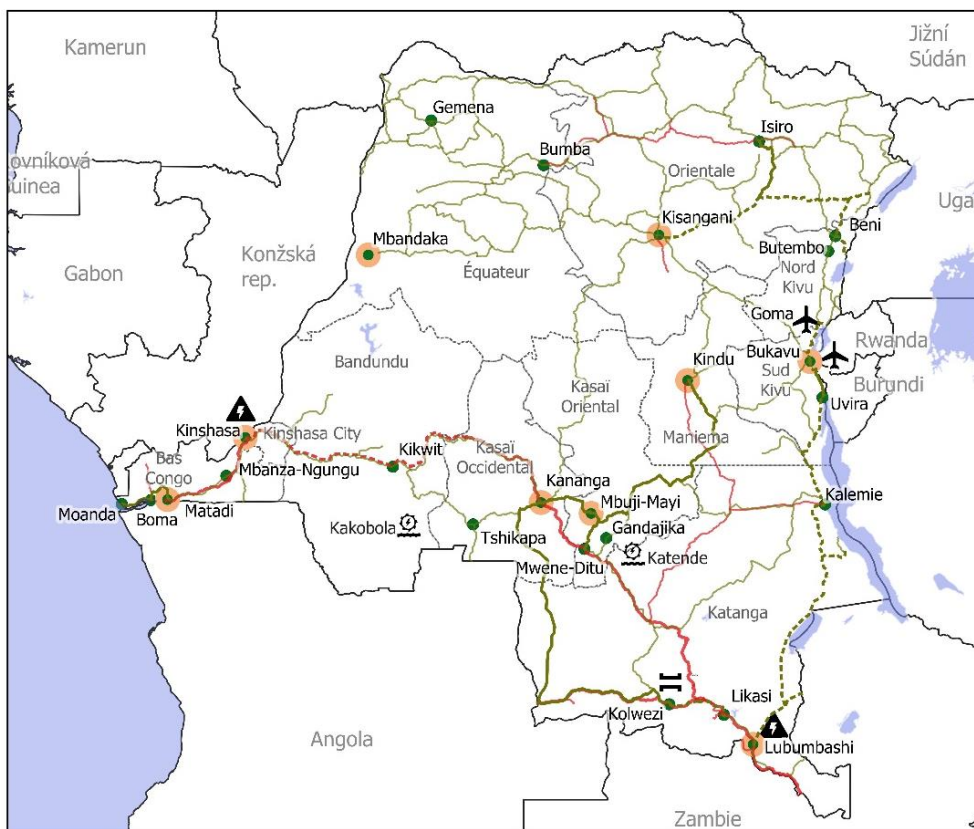 Kamerun
Jižní
Súdán
Gemena
Isiro
Bumba
ovníková
uinea
Orientale
Uga
Kisangani
Beni
Mbandaka
Konžská
rep.
Butembo
Nord
Kivu
Gabon
Équateur
Goma
Rwanda
Bandundu
Kindu
Bukavu
Sud
Kivu
Burundi
Kasaï
Oriental
Uvira
Kinshasa
Kinshasa City
Maniema
Kikwit
Kasaï
Occidental
Bas
Congo
Mbanza-Ngungu
Kananga
Moanda
Boma
Matadi
Mbuji-Mayi
Kalemie
Kakobola
Tshikapa
Gandajika
Mwene-Ditu
Katende
Katanga
Likasi
Kolwezi
Angola
Lubumbashi
Zambie